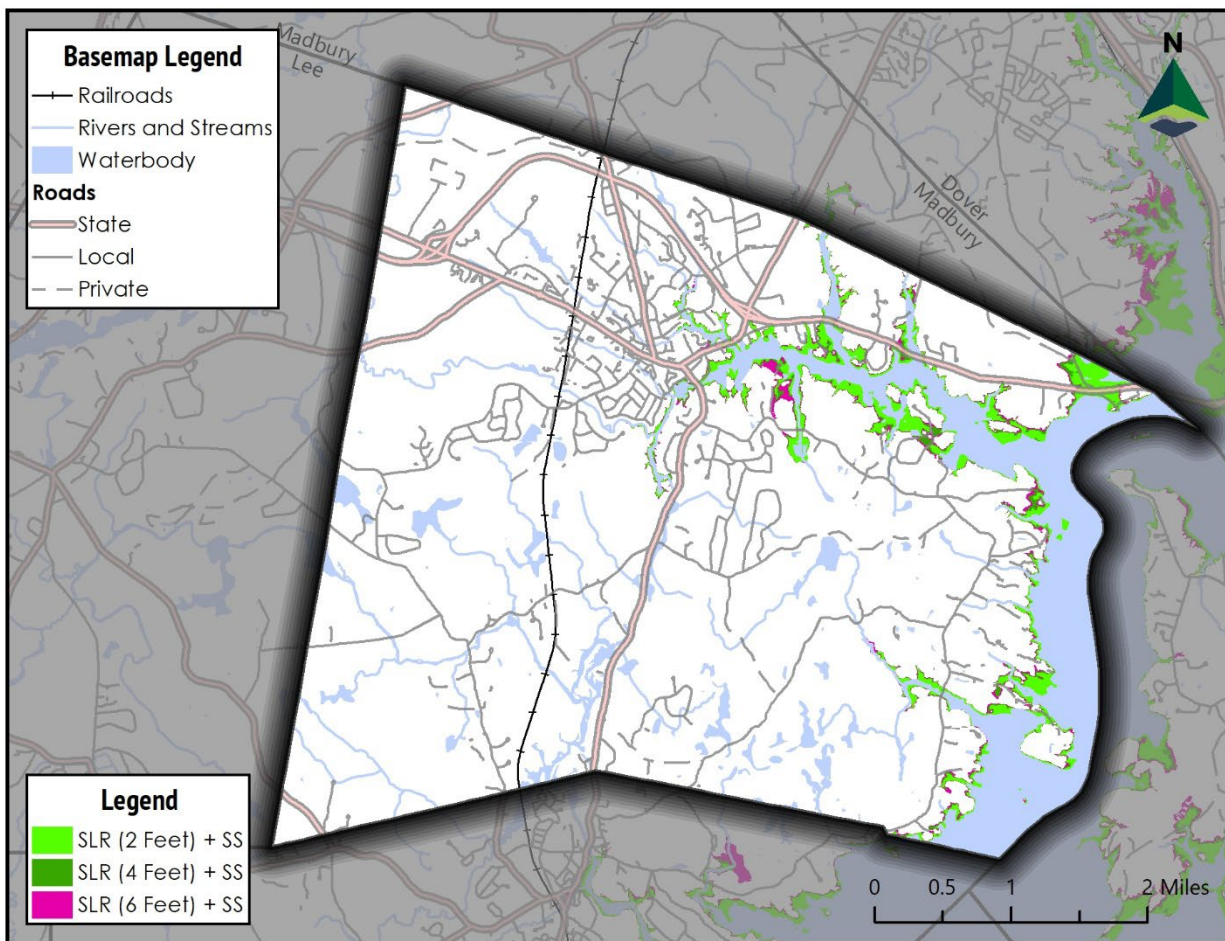 Basemap Legend
Railroads
Rivers and Streams
Waterbody
Roads
State
Local
Private
Madbury
Lee
Dover
Madbury
N
Legend
SLR (2 Feet) + SS
SLR (4 Feet) + SS
SLR (6 Feet) + SS
0 0.5 1 2 Miles